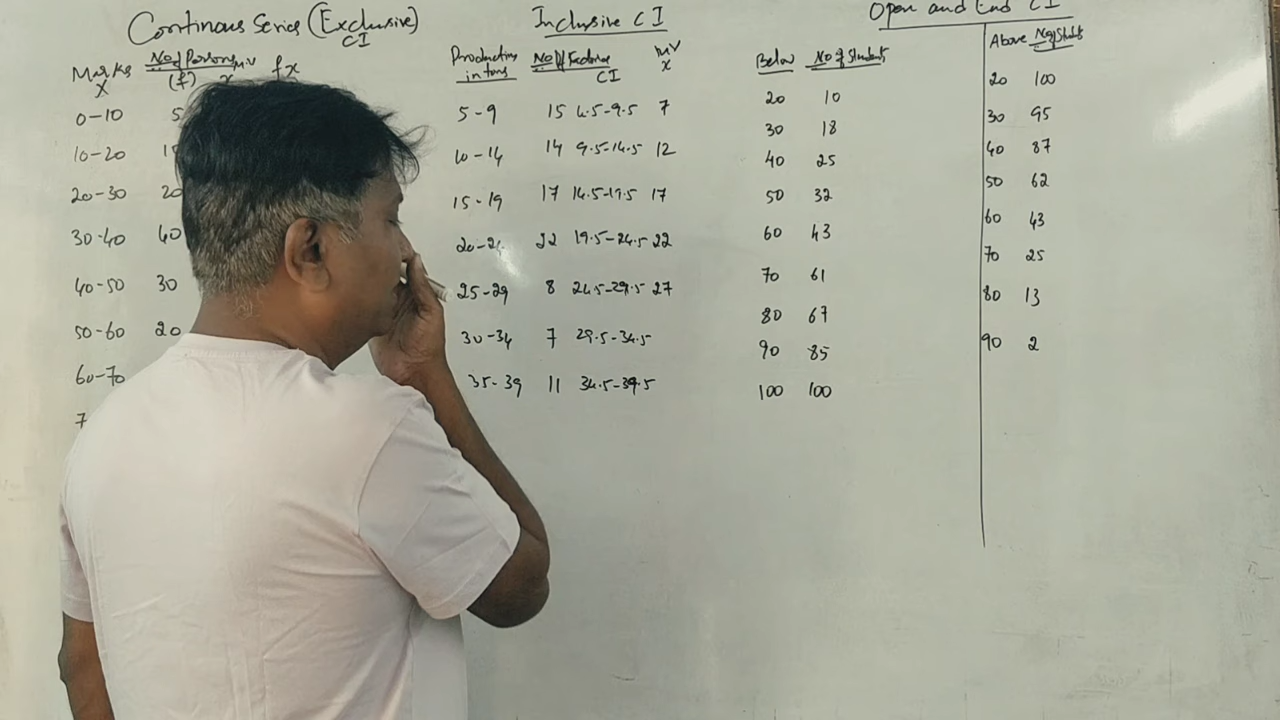 Continous Series (Exclusive)
CI
Marks No of Persons MV fx
X (f) x
0-10 5
10-20
20-30 20
30-40 40
40-50 30
50-60 20
60-70
7
Inclusive CI
Production No of Factories MV
in tons CI x
5-9 15 4.5-9.5 7
10-14 14 9.5-14.5 12
15-19 17 14.5-19.5 17
20-24 22 19.5-24.5 22
25-29 8 24.5-29.5 27
30-34 7 29.5-34.5
35-39 11 34.5-39.5
Open and End CI
Below No of Students
20 10
30 18
40 25
50 32
60 43
70 61
80 67
90 85
100 100
Above No of Studts
20 100
30 95
40 87
50 62
60 43
70 25
80 13
90 2